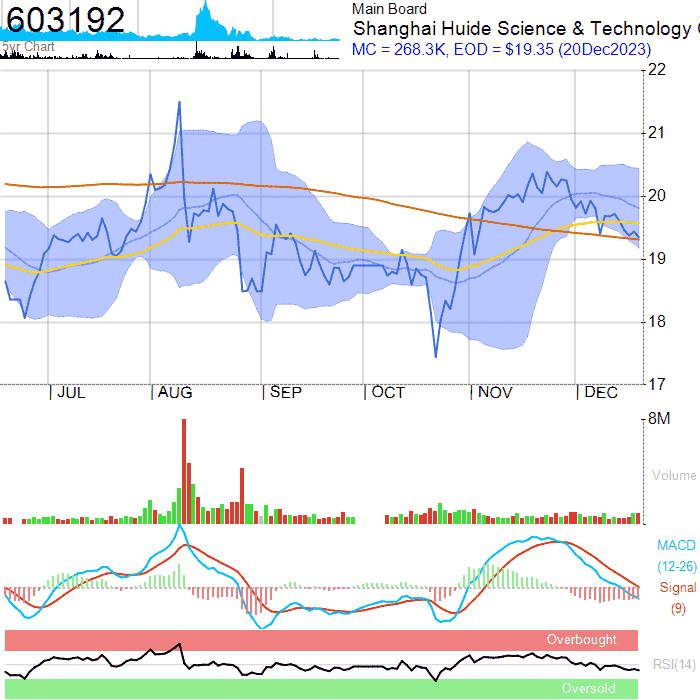 603192
5yr Chart
Main Board
Shanghai Huide Science & Technology
MC = 268.3K, EOD = $19.35 (20Dec2023)
22
21
20
19
18
17
JUL AUG SEP OCT NOV DEC
8M
Volume
MACD
(12-26)
Signal
(9)
Overbought
RSI(14)
Oversold